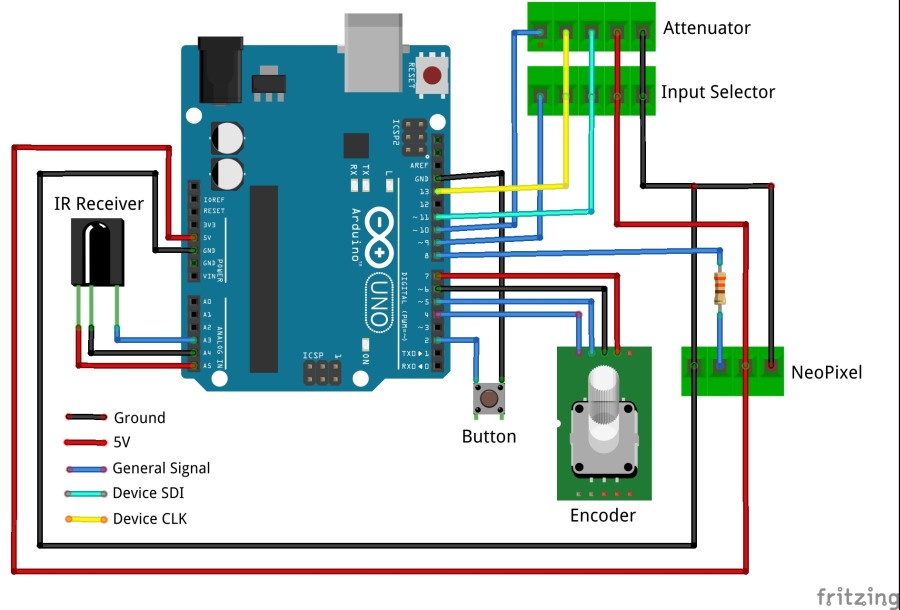 Attenuator
Input Selector
RESET
ICSP2
AREF
GND
13
12
~11
~10
~9
8
7
~6
~5
4
~3
2
TXD▶1
RXD◀0
RX
TX
L
Arduino™
UNO
DIGITAL (PWM=~)
ON
ICSP
1
IOREF
RESET
3V3
5V
GND
GND
VIN
POWER
A0
A1
A2
A3
A4
A5
ANALOG IN
IR Receiver
NeoPixel
Button
Encoder
Ground
5V
General Signal
Device SDI
Device CLK
fritzing